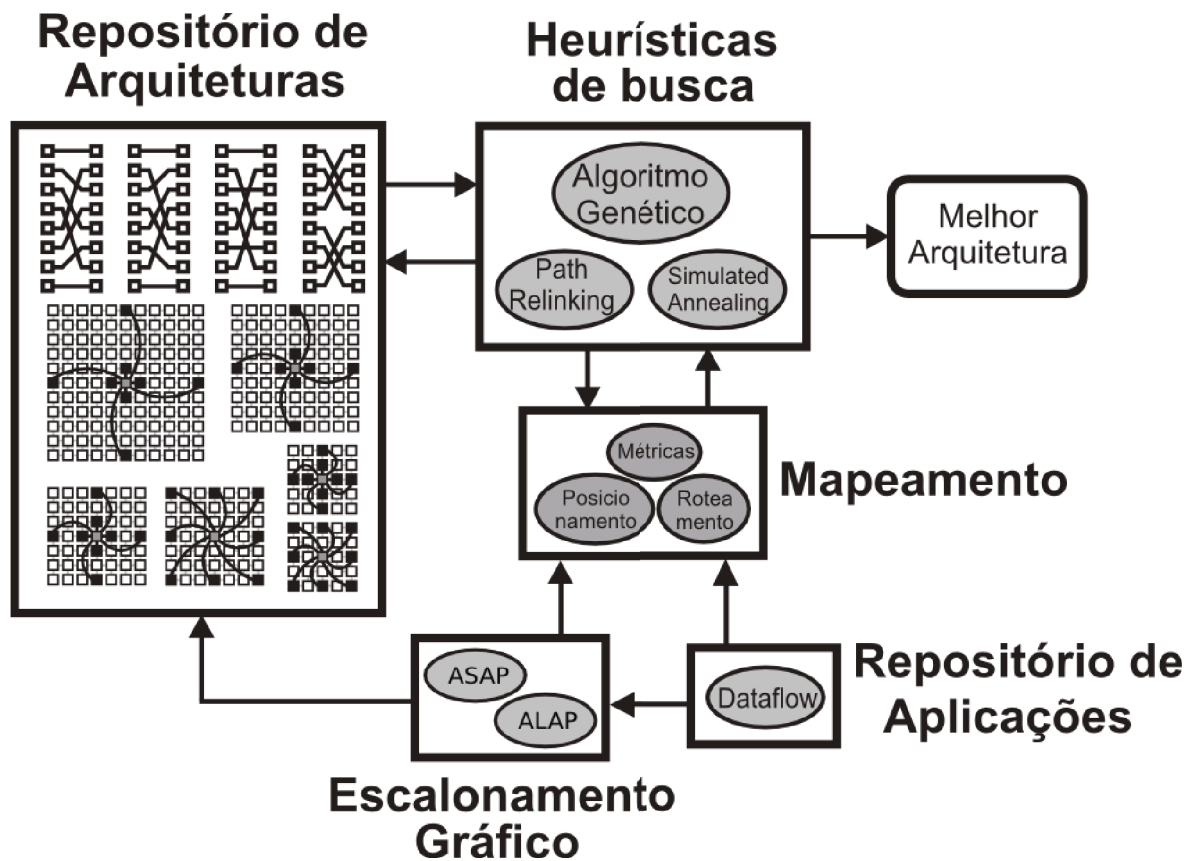 Repositório de
Arquiteturas
Heurísticas
de busca
Algoritmo
Genético
Path
Relinking
Simulated
Annealing
Melhor
Arquitetura
Métricas
Posicio
namento
Rotea
mento
Mapeamento
ASAP
ALAP
Dataflow
Repositório de
Aplicações
Escalonamento
Gráfico